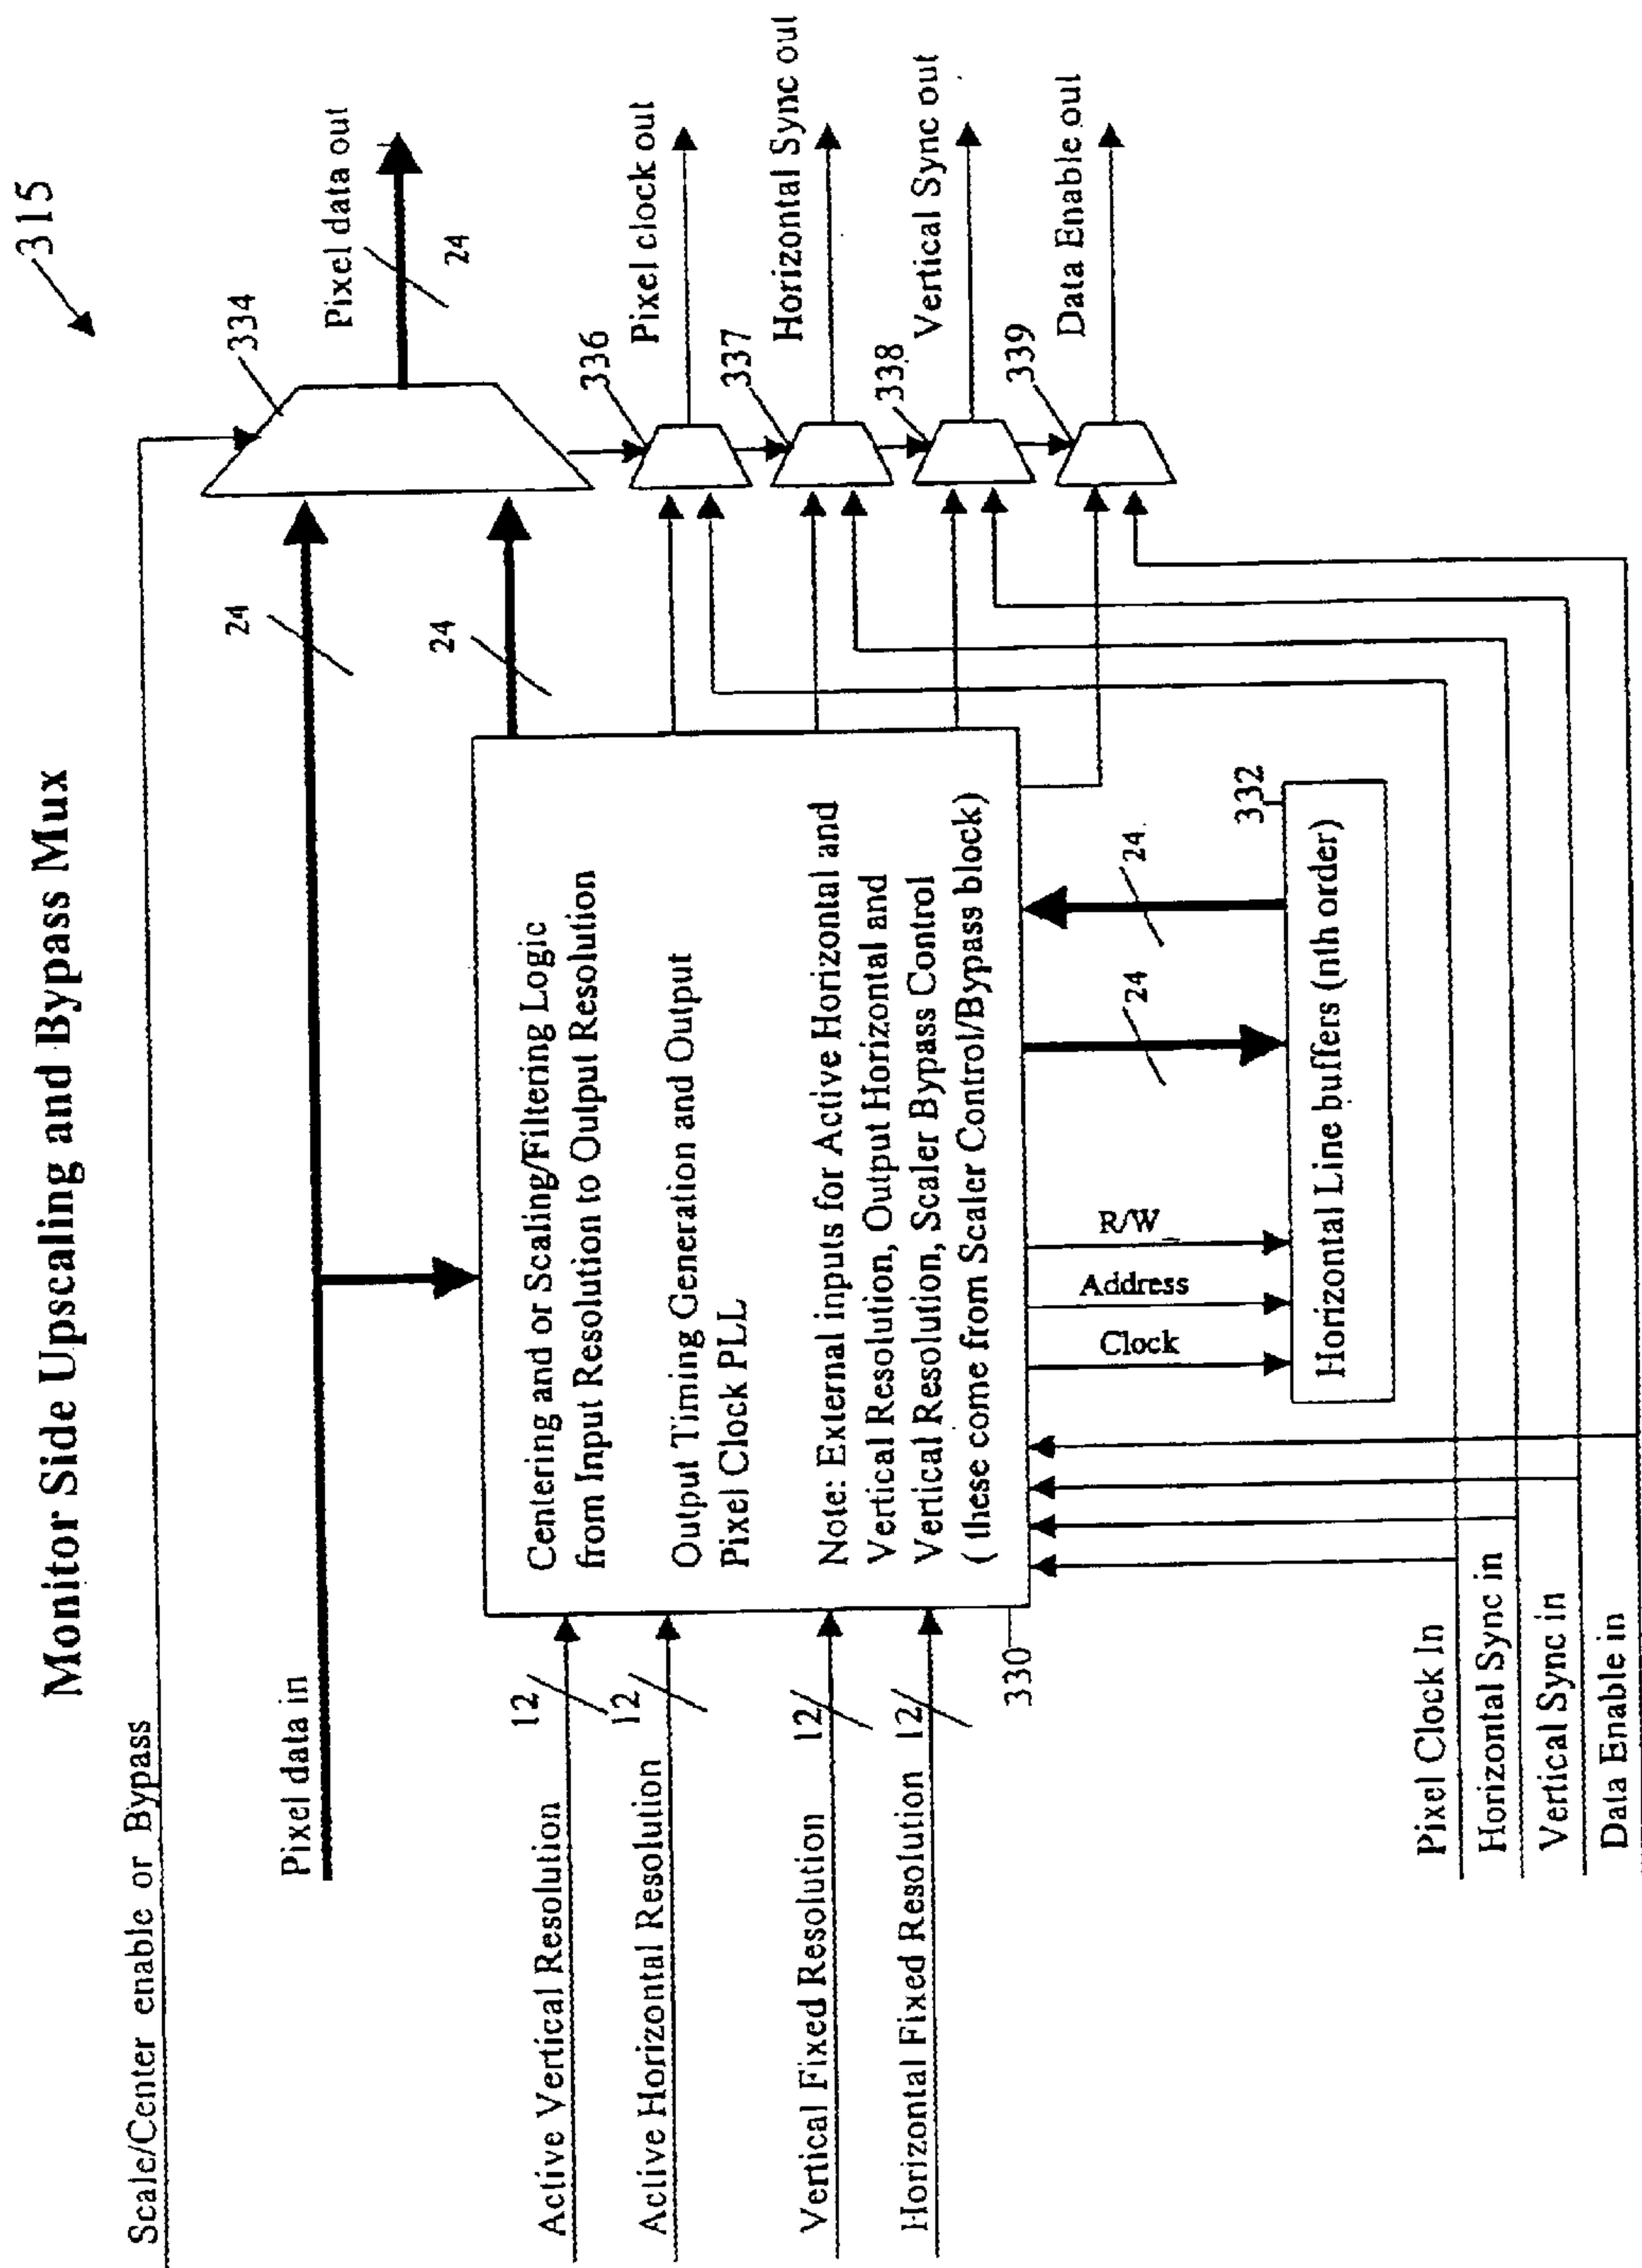 Monitor Side Upscaling and Bypass Mux
315
Scale/Center enable or Bypass
334
Pixel data in
24
Pixel data out
24
24
Active Vertical Resolution
12
Active Horizontal Resolution
12
Vertical Fixed Resolution
12
Horizontal Fixed Resolution
12
330
Centering and or Scaling/Filtering Logic
from Input Resolution to Output Resolution
Output Timing Generation and Output
Pixel Clock PLL
Note: External inputs for Active Horizontal and
Vertical Resolution, Output Horizontal and
Vertical Resolution, Scaler Bypass Control
( these come from Scaler Control/Bypass block)
336
Pixel clock out
337
Horizontal Sync out
338
Vertical Sync out
339
Data Enable out
Clock
Address
R/W_
24
24
332
Horizontal Line buffers (nth order)
Pixel Clock In
Horizontal Sync in
Vertical Sync in
Data Enable in